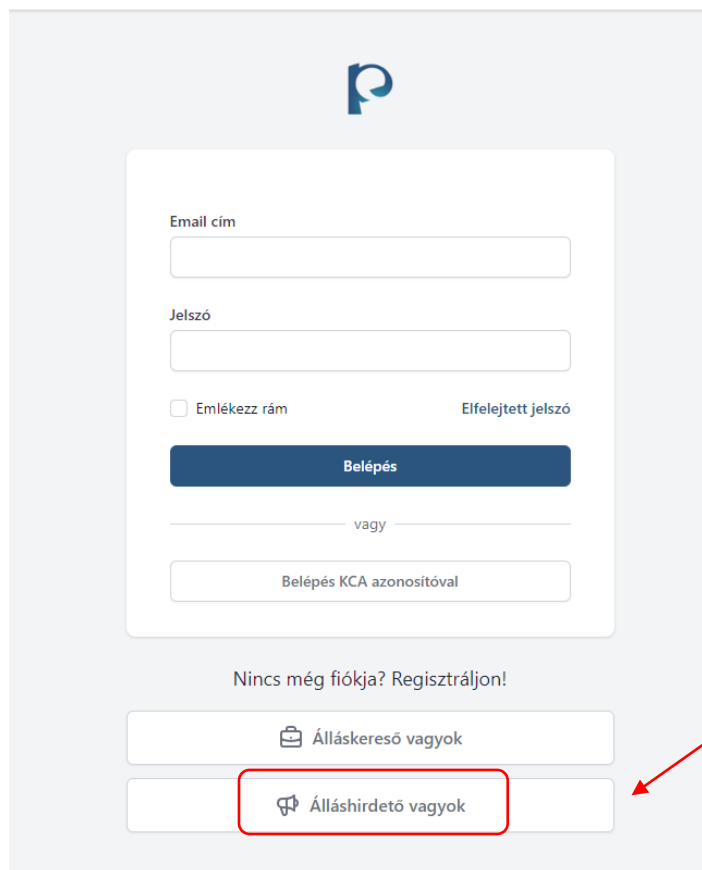 Email cím
Jelszó
Emlékezz rám
Elfelejtett jelszó
Belépés
vagy
Belépés KCA azonosítóval
Nincs még fiókja? Regisztráljon!
Álláskereső vagyok
Álláshirdető vagyok